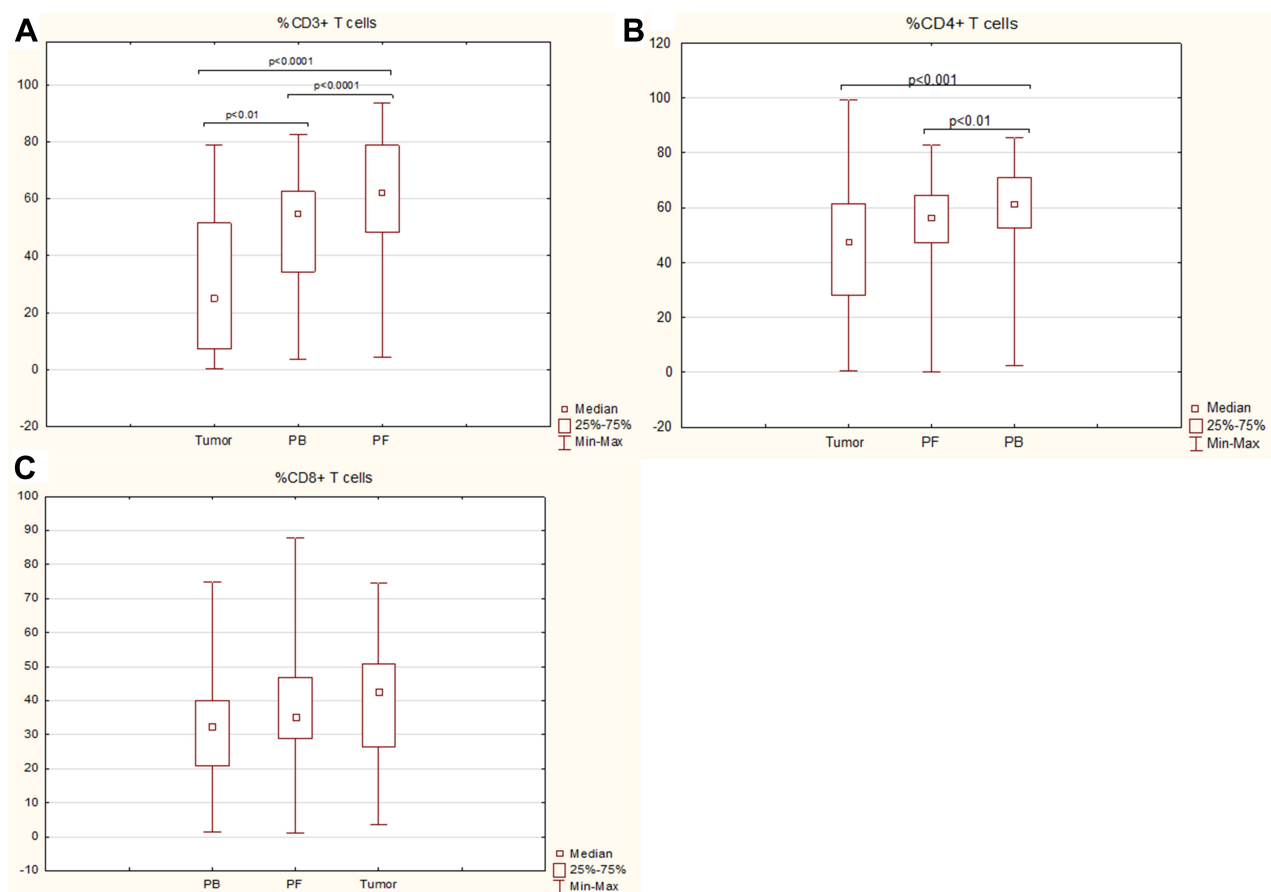 A
%CD3+ T cells
100
80
60
40
20
0
-20
p<0.0001
p<0.0001
p<0.01
Tumor PB PF
Median
25%-75%
Min-Max
B
%CD4+ T cells
120
100
80
60
40
20
0
-20
p<0.001
p<0.01
Tumor PF PB
Median
25%-75%
Min-Max
C
%CD8+ T cells
100
90
80
70
60
50
40
30
20
10
0
-10
PB PF Tumor
Median
25%-75%
Min-Max